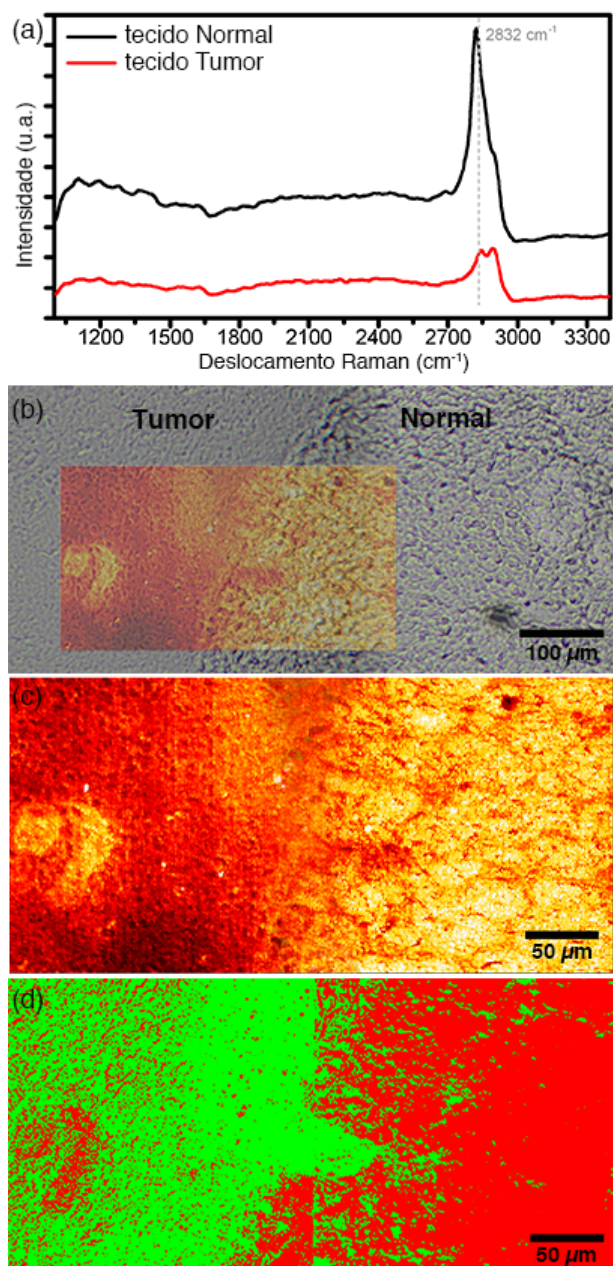 (a)
tecido Normal
tecido Tumor
2832 cm⁻¹
Intensidade (u.a.)
1200 1500 1800 2100 2400 2700 3000 3300
Deslocamento Raman (cm⁻¹)
(b)
Tumor Normal
100 µm
(c)
50 µm
(d)
50 µm